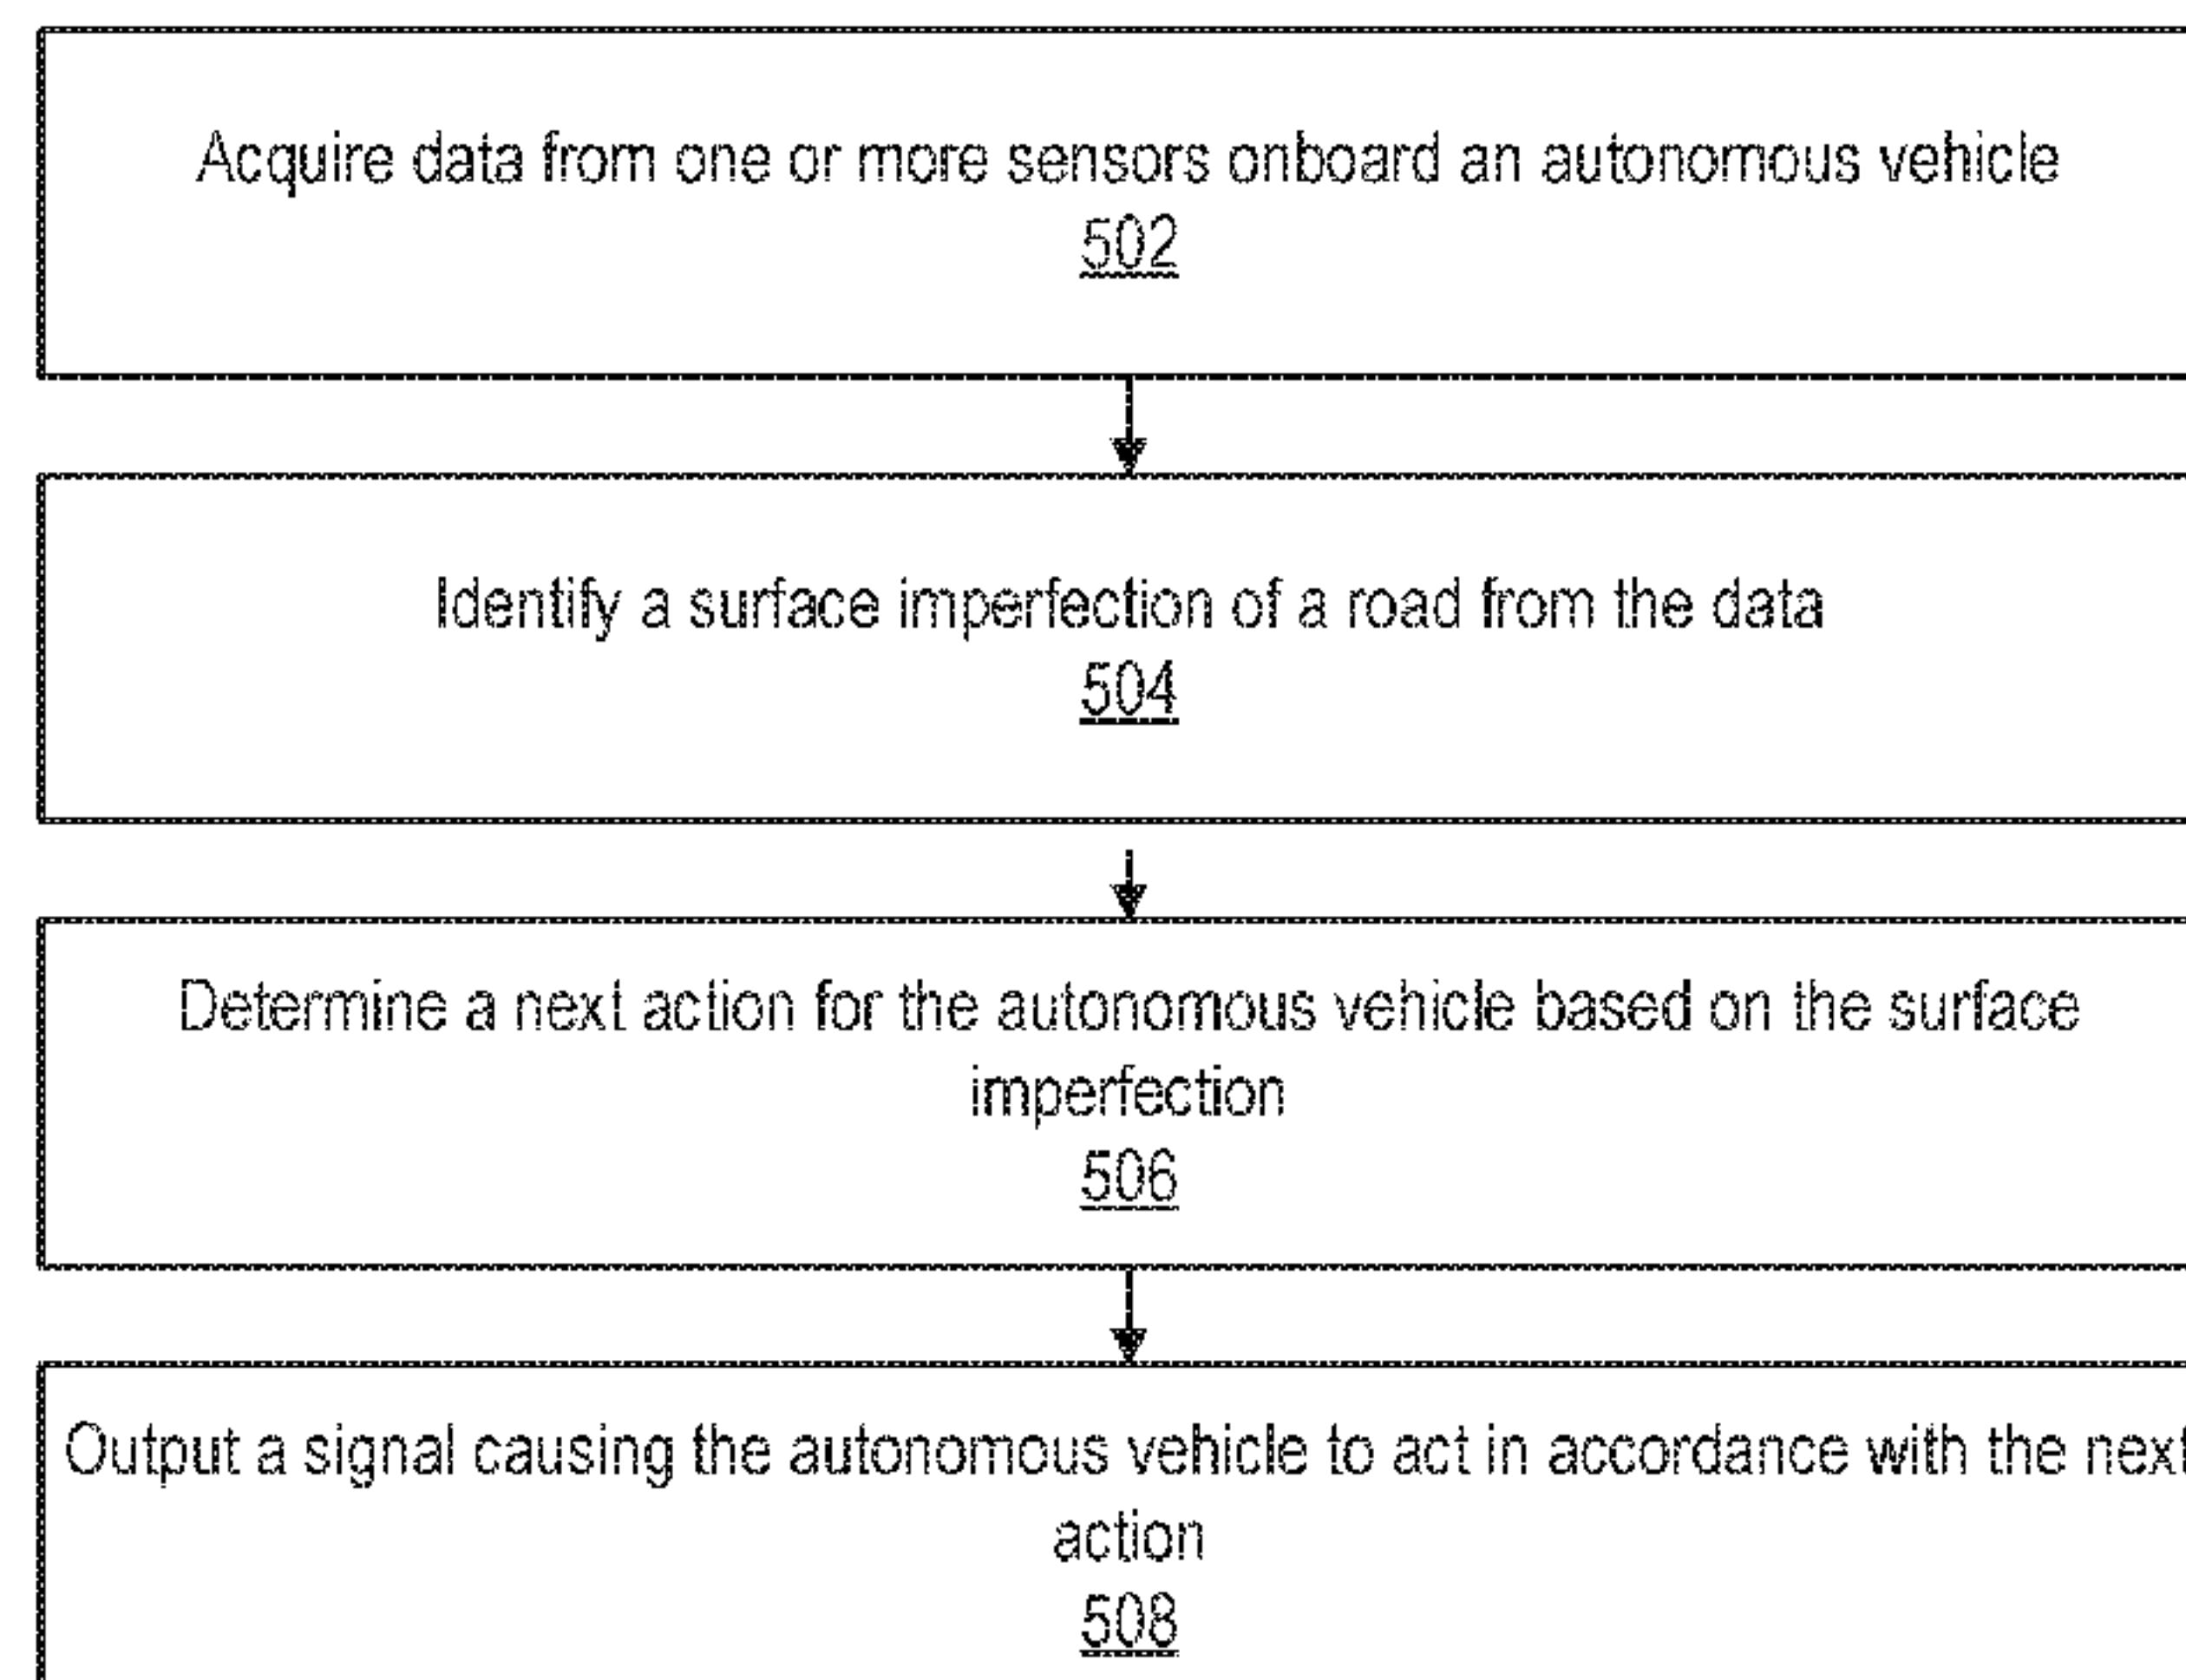 Acquire data from one or more sensors onboard an autonomous vehicle
502
Identify a surface imperfection of a road from the data
504
Determine a next action for the autonomous vehicle based on the surface
imperfection
506
Output a signal causing the autonomous vehicle to act in accordance with the next
action
508